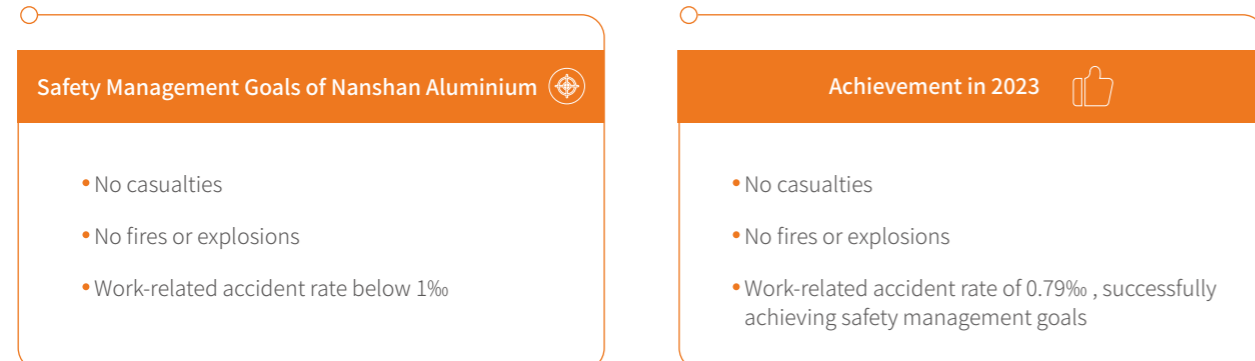 Safety Management Goals of Nanshan Aluminium
• No casualties
• No fires or explosions
• Work-related accident rate below 1‰
Achievement in 2023
• No casualties
• No fires or explosions
• Work-related accident rate of 0.79‰ , successfully
achieving safety management goals